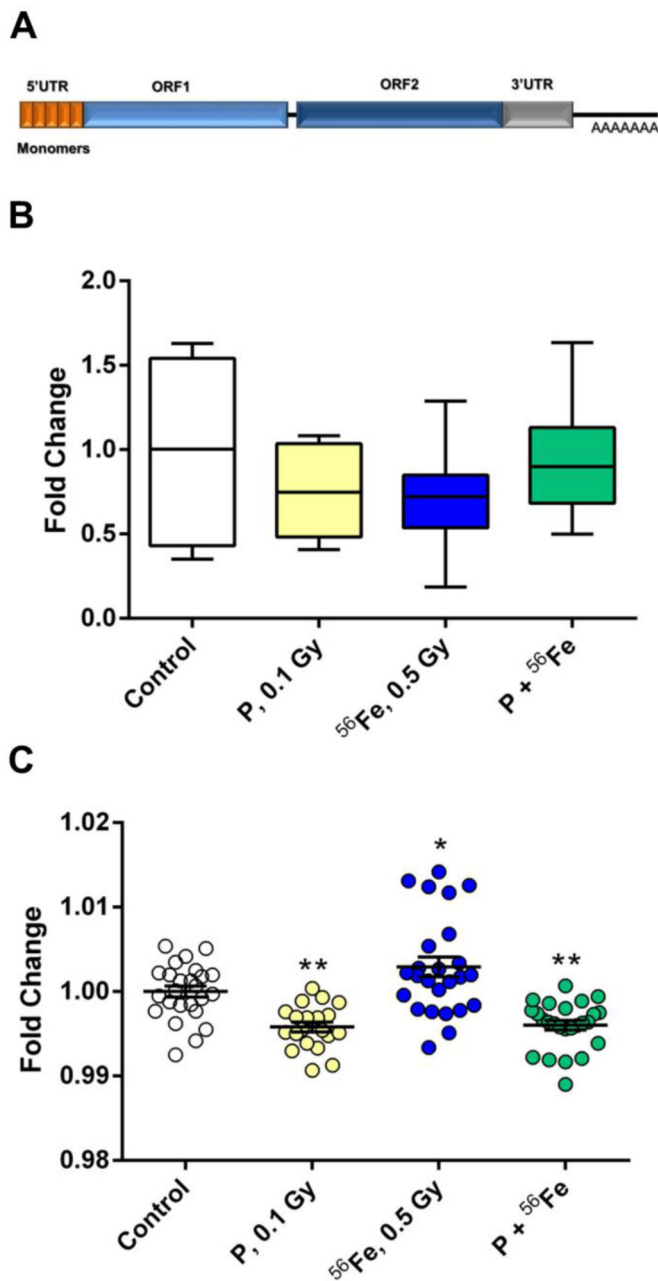 A
5'UTR ORF1 ORF2 3'UTR
Monomers AAAAAAA
B
Fold Change
2.0
1.5
1.0
0.5
0.0
Control
P, 0.1 Gy
56Fe, 0.5 Gy
P + 56Fe
C
Fold Change
1.02
1.01
1.00
0.99
0.98
**
*
**
Control
P, 0.1 Gy
56Fe, 0.5 Gy
P + 56Fe